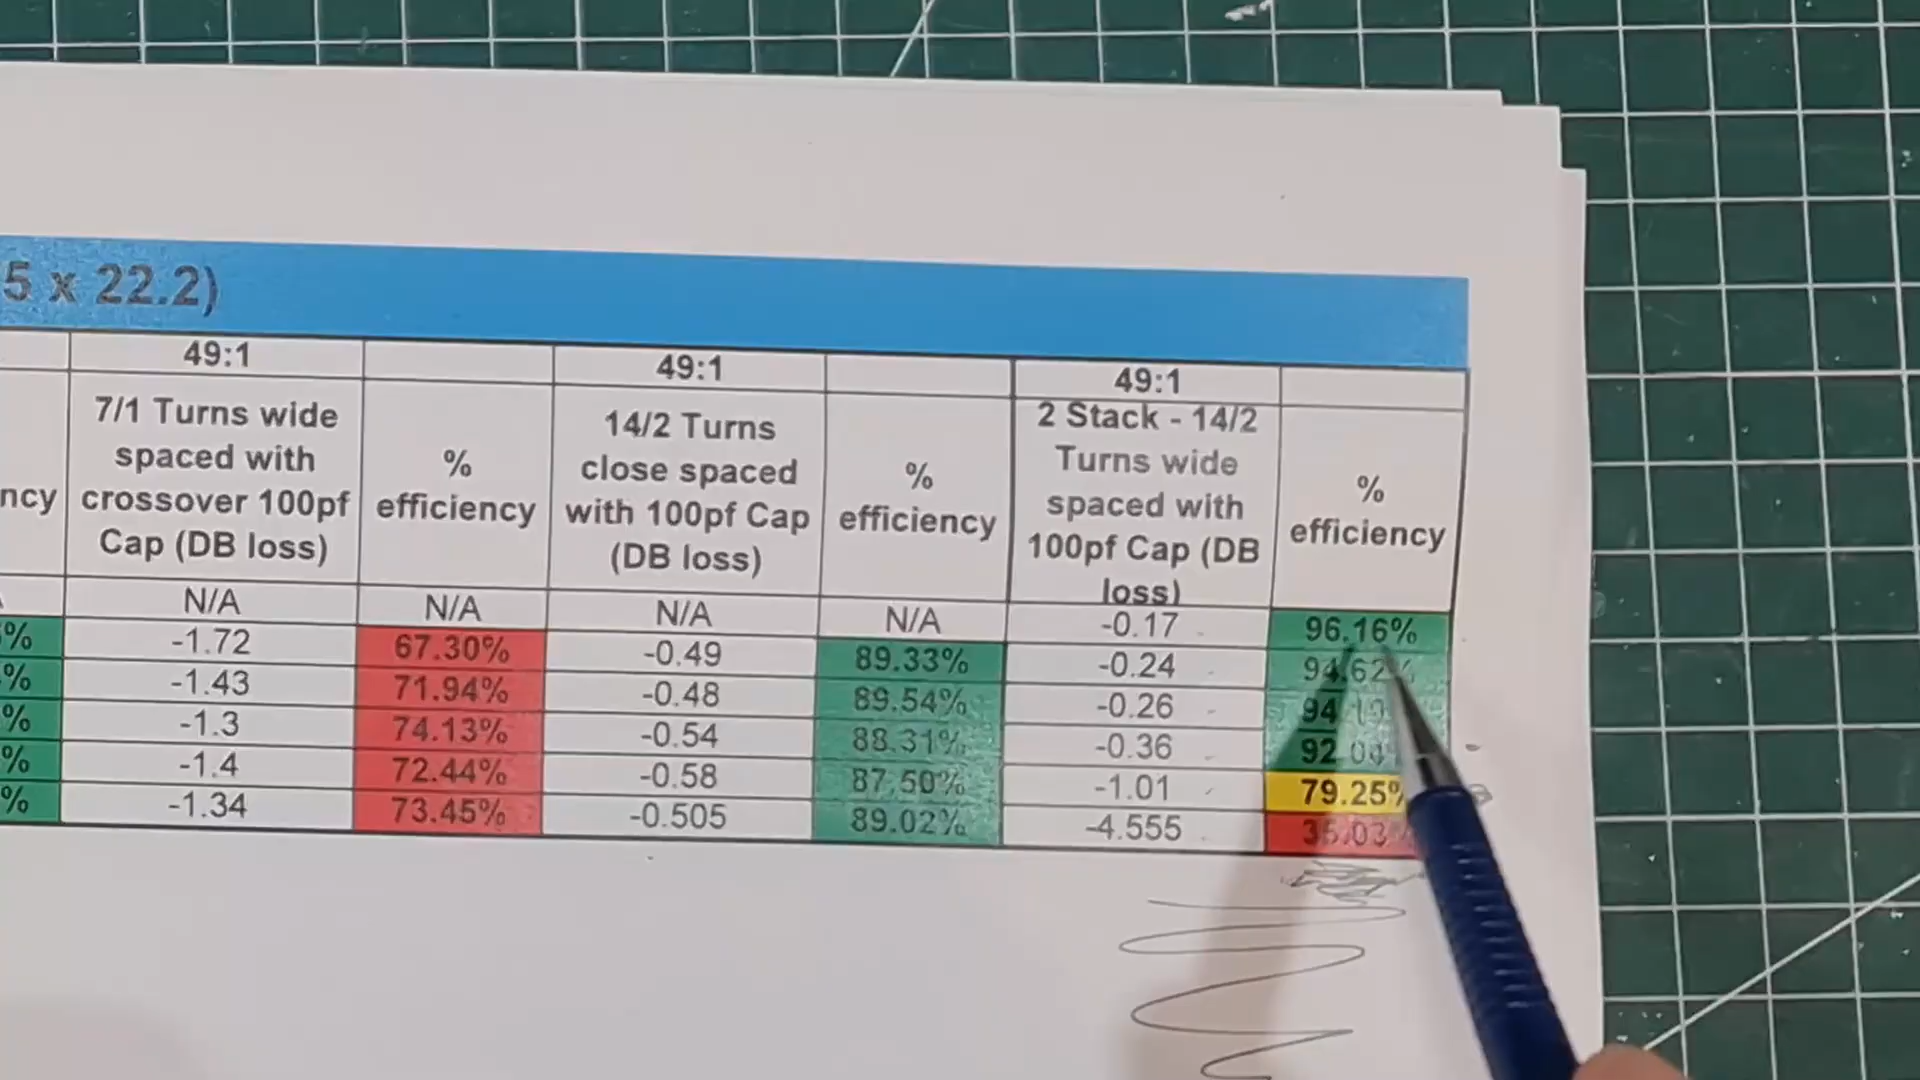 5 x 22.2)
49:1 49:1 49:1
7/1 Turns wide spaced with crossover 100pf Cap (DB loss)
% efficiency
14/2 Turns close spaced with 100pf Cap (DB loss)
% efficiency
2 Stack - 14/2 Turns wide spaced with 100pf Cap (DB loss)
% efficiency
ncy
N/A N/A N/A N/A -0.17 96.16%
% -1.72 67.30% -0.49 89.33% -0.24 94.62%
% -1.43 71.94% -0.48 89.54% -0.26
% -1.3 74.13% -0.54 88.31% -0.36
% -1.4 72.44% -0.58 87.50% -1.01 79.25%
% -1.34 73.45% -0.505 89.02% -4.555